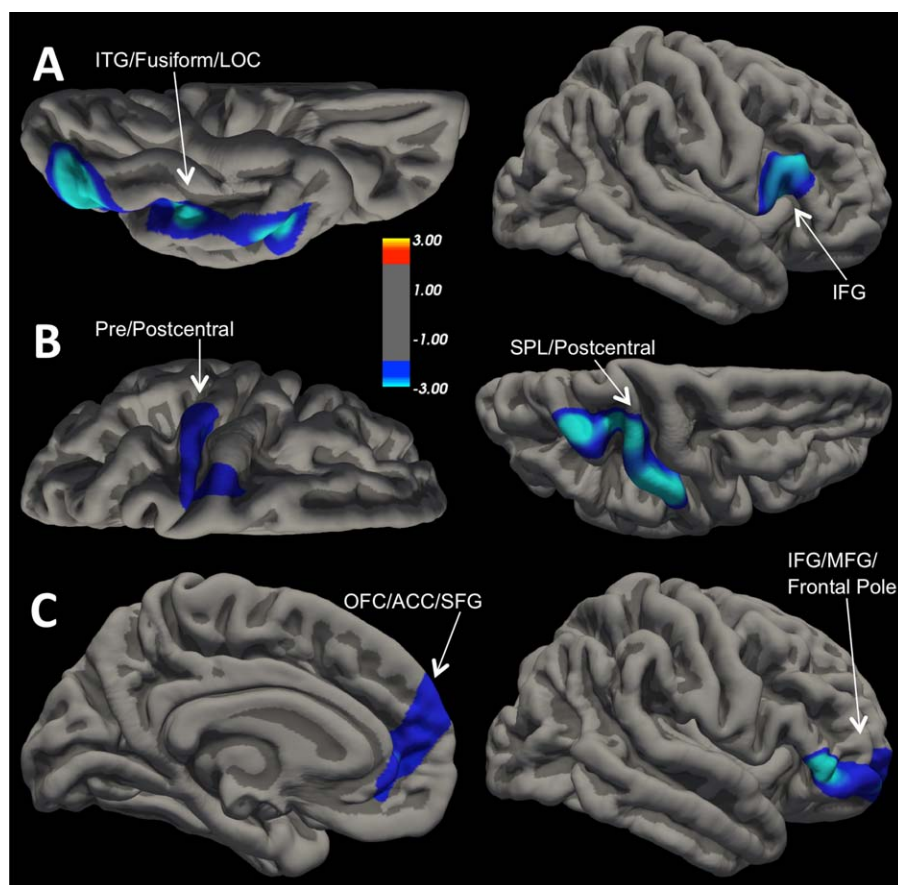 A
ITG/Fusiform/LOC
IFG
3.00
1.00
-1.00
-3.00
B
Pre/Postcentral
SPL/Postcentral
C
OFC/ACC/SFG
IFG/MFG/
Frontal Pole